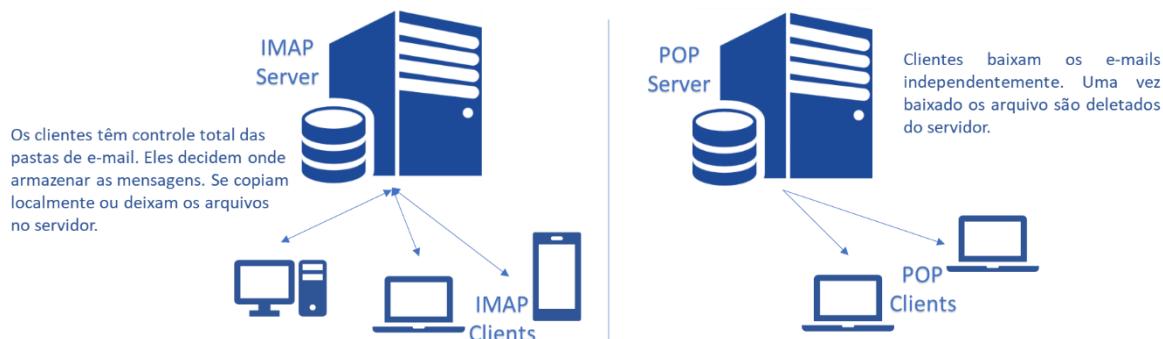 IMAP
Server
Os clientes têm controle total das
pastas de e-mail. Eles decidem onde
armazenar as mensagens. Se copiam
localmente ou deixam os arquivos
no servidor.
IMAP
Clients
POP
Server
Clientes baixam os e-mails
independentemente. Uma vez
baixado os arquivo são deletados
do servidor.
POP
Clients